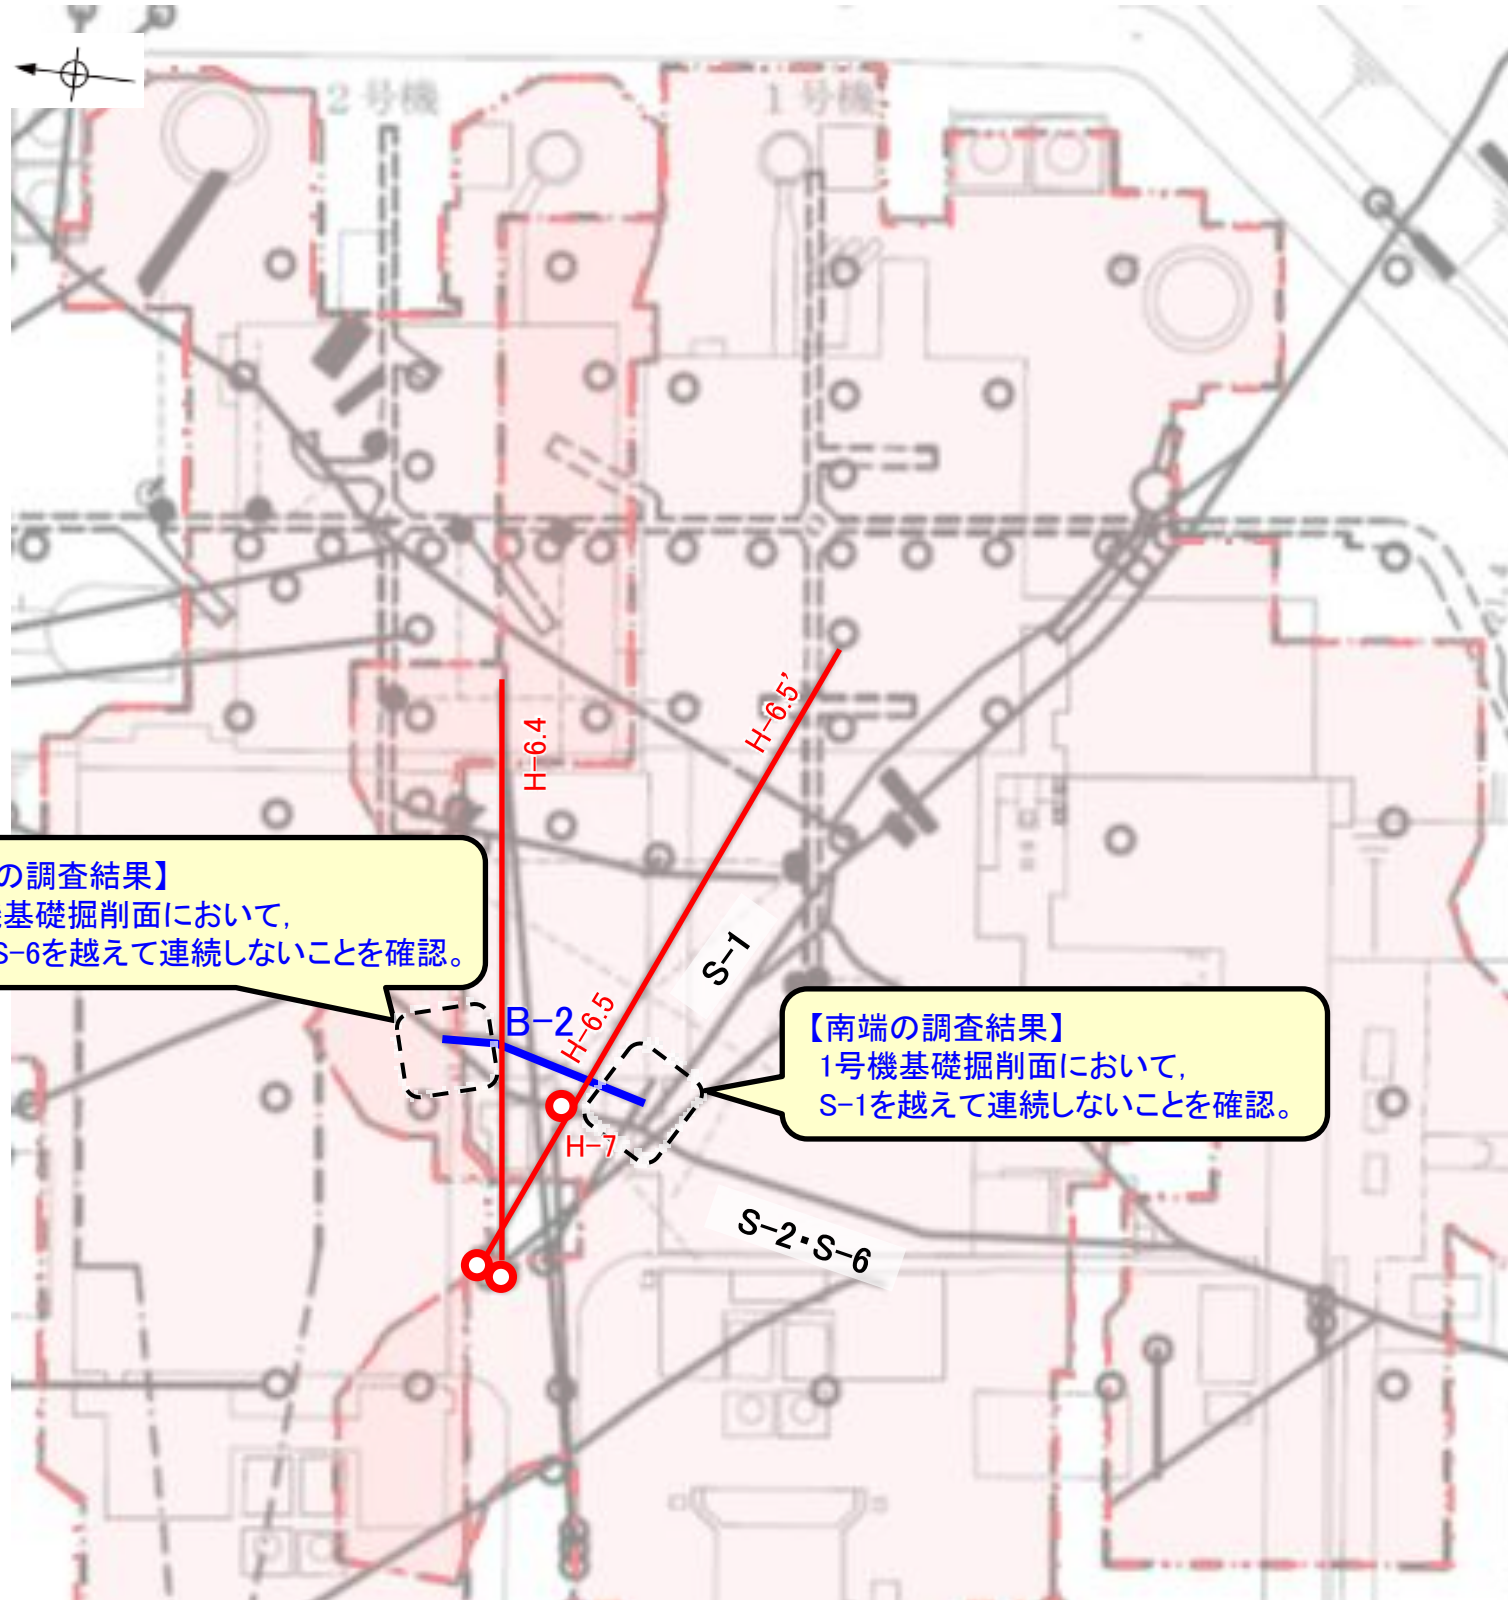 2号機
1号機
H-6.5'
H-6.4
の調査結果】
基礎掘削面において,
S-6を越えて連続しないことを確認。
S-1
B-2
H-6.5
【南端の調査結果】
1号機基礎掘削面において,
S-1を越えて連続しないことを確認。
H-7
S-2・S-6